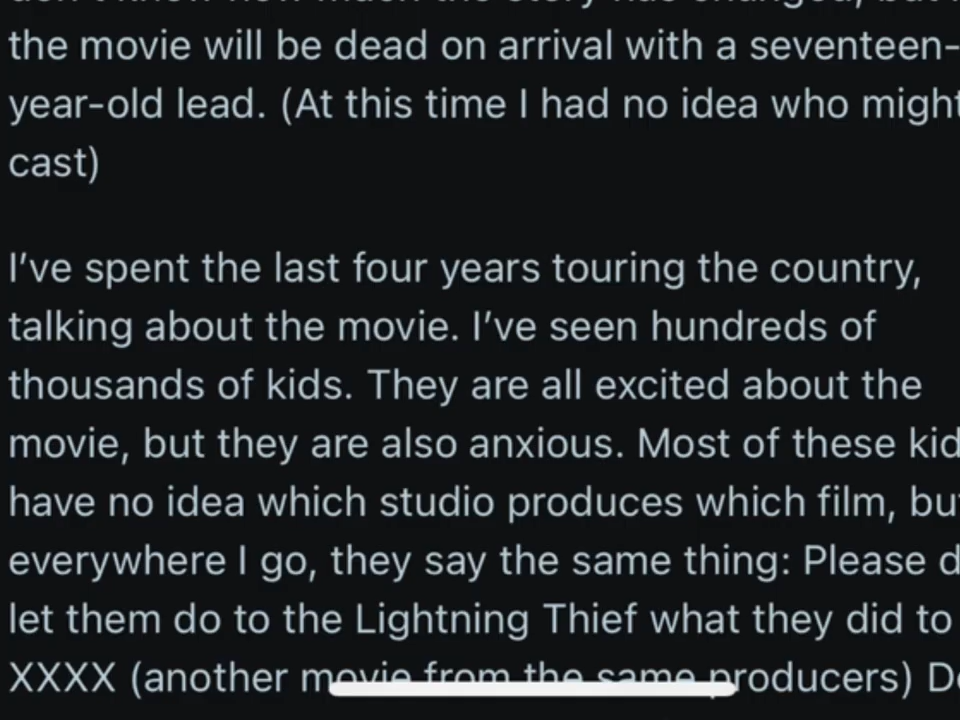 the movie will be dead on arrival with a seventeen-
year-old lead. (At this time I had no idea who might
cast)
I’ve spent the last four years touring the country,
talking about the movie. I’ve seen hundreds of
thousands of kids. They are all excited about the
movie, but they are also anxious. Most of these
have no idea which studio produces which film,
everywhere I go, they say the same thing: Please
let them do to the Lightning Thief what they did to
XXXX (another movie from the same producers)